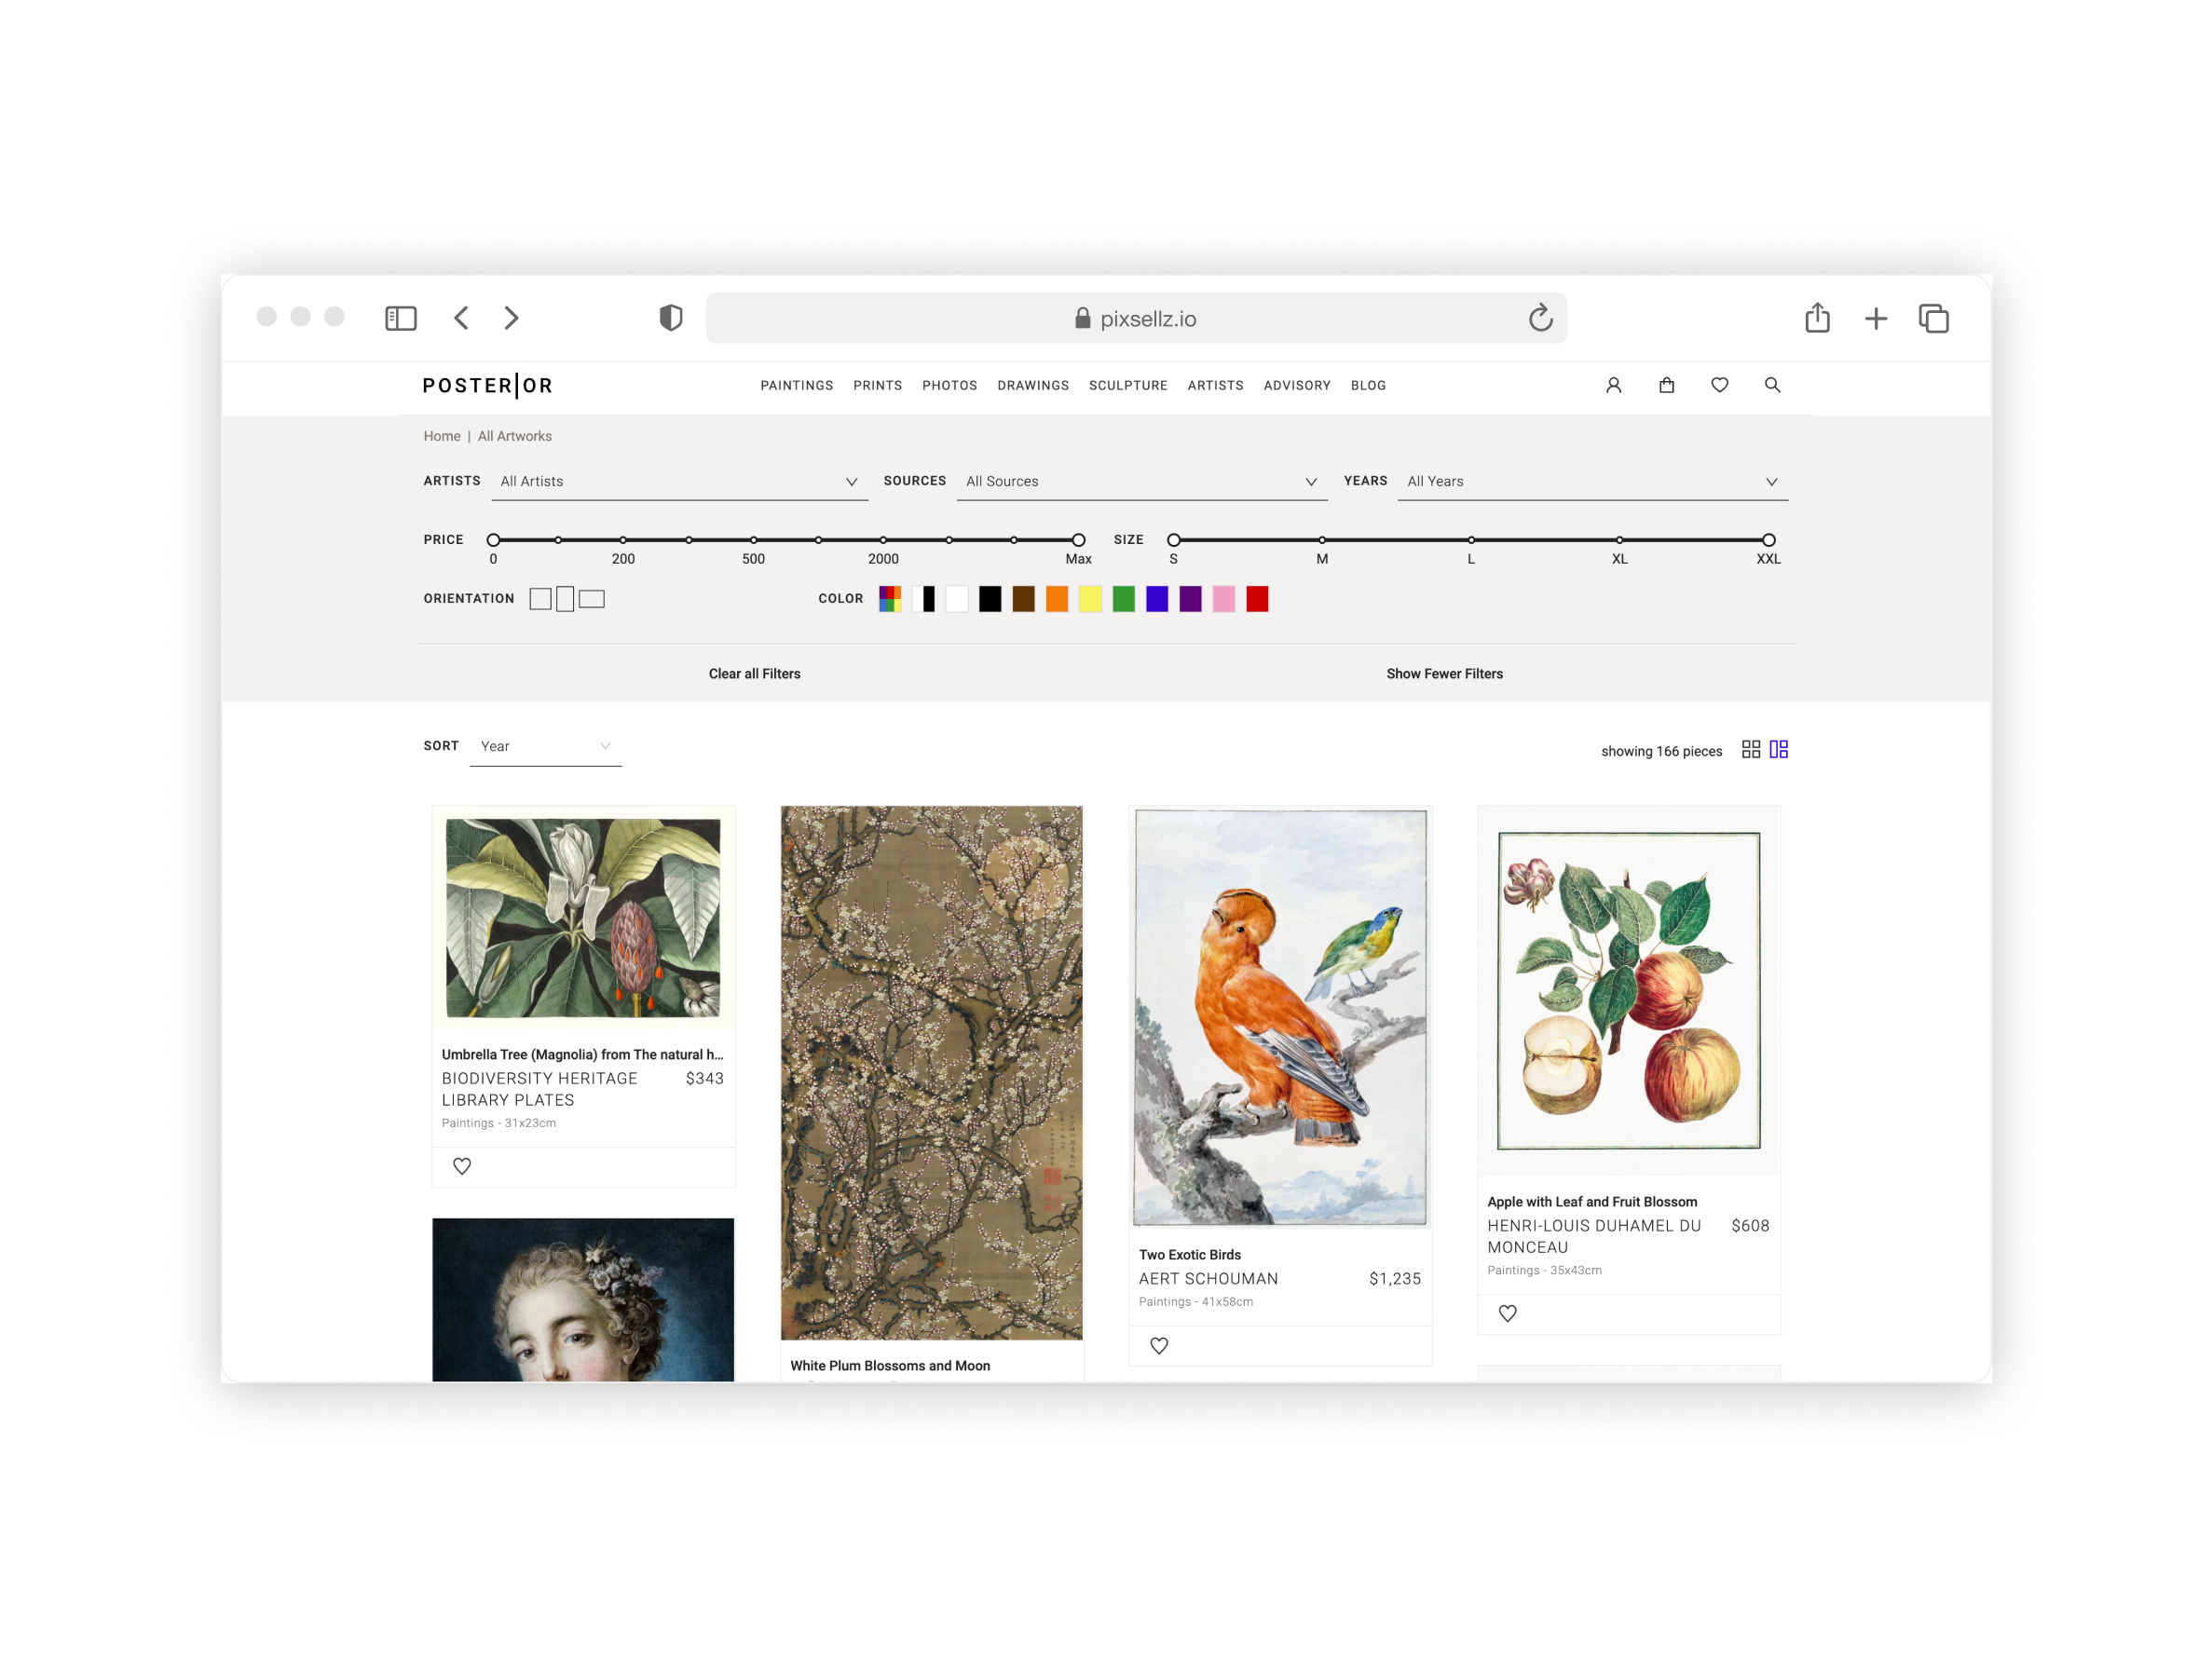 pixsellz.io
POSTER|OR
PAINTINGS PRINTS PHOTOS DRAWINGS SCULPTURE ARTISTS ADVISORY BLOG
Home | All Artworks
ARTISTS All Artists SOURCES All Sources YEARS All Years
PRICE SIZE
0 200 500 2000 Max S M L XL XXL
ORIENTATION COLOR
Clear all Filters Show Fewer Filters
SORT Year showing 166 pieces
Umbrella Tree (Magnolia) from The natural h...
BIODIVERSITY HERITAGE $343
LIBRARY PLATES
Paintings - 31x23cm
White Plum Blossoms and Moon
Two Exotic Birds
AERT SCHOUMAN $1,235
Paintings - 41x58cm
Apple with Leaf and Fruit Blossom
HENRI-LOUIS DUHAMEL DU $608
MONCEAU
Paintings - 35x43cm